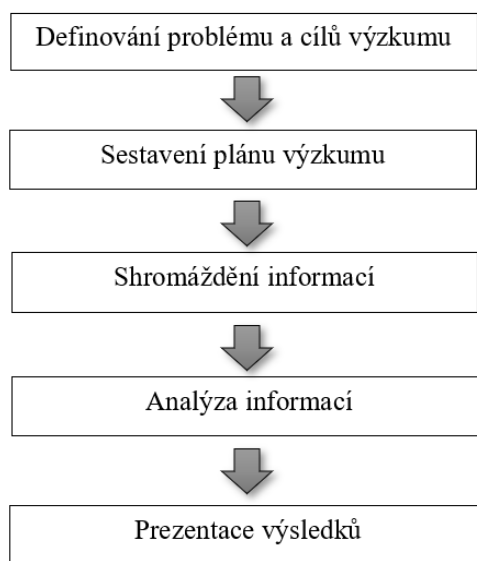 Definování problému a cílů výzkumu
Sestavení plánu výzkumu
Shromáždění informací
Analýza informací
Prezentace výsledků